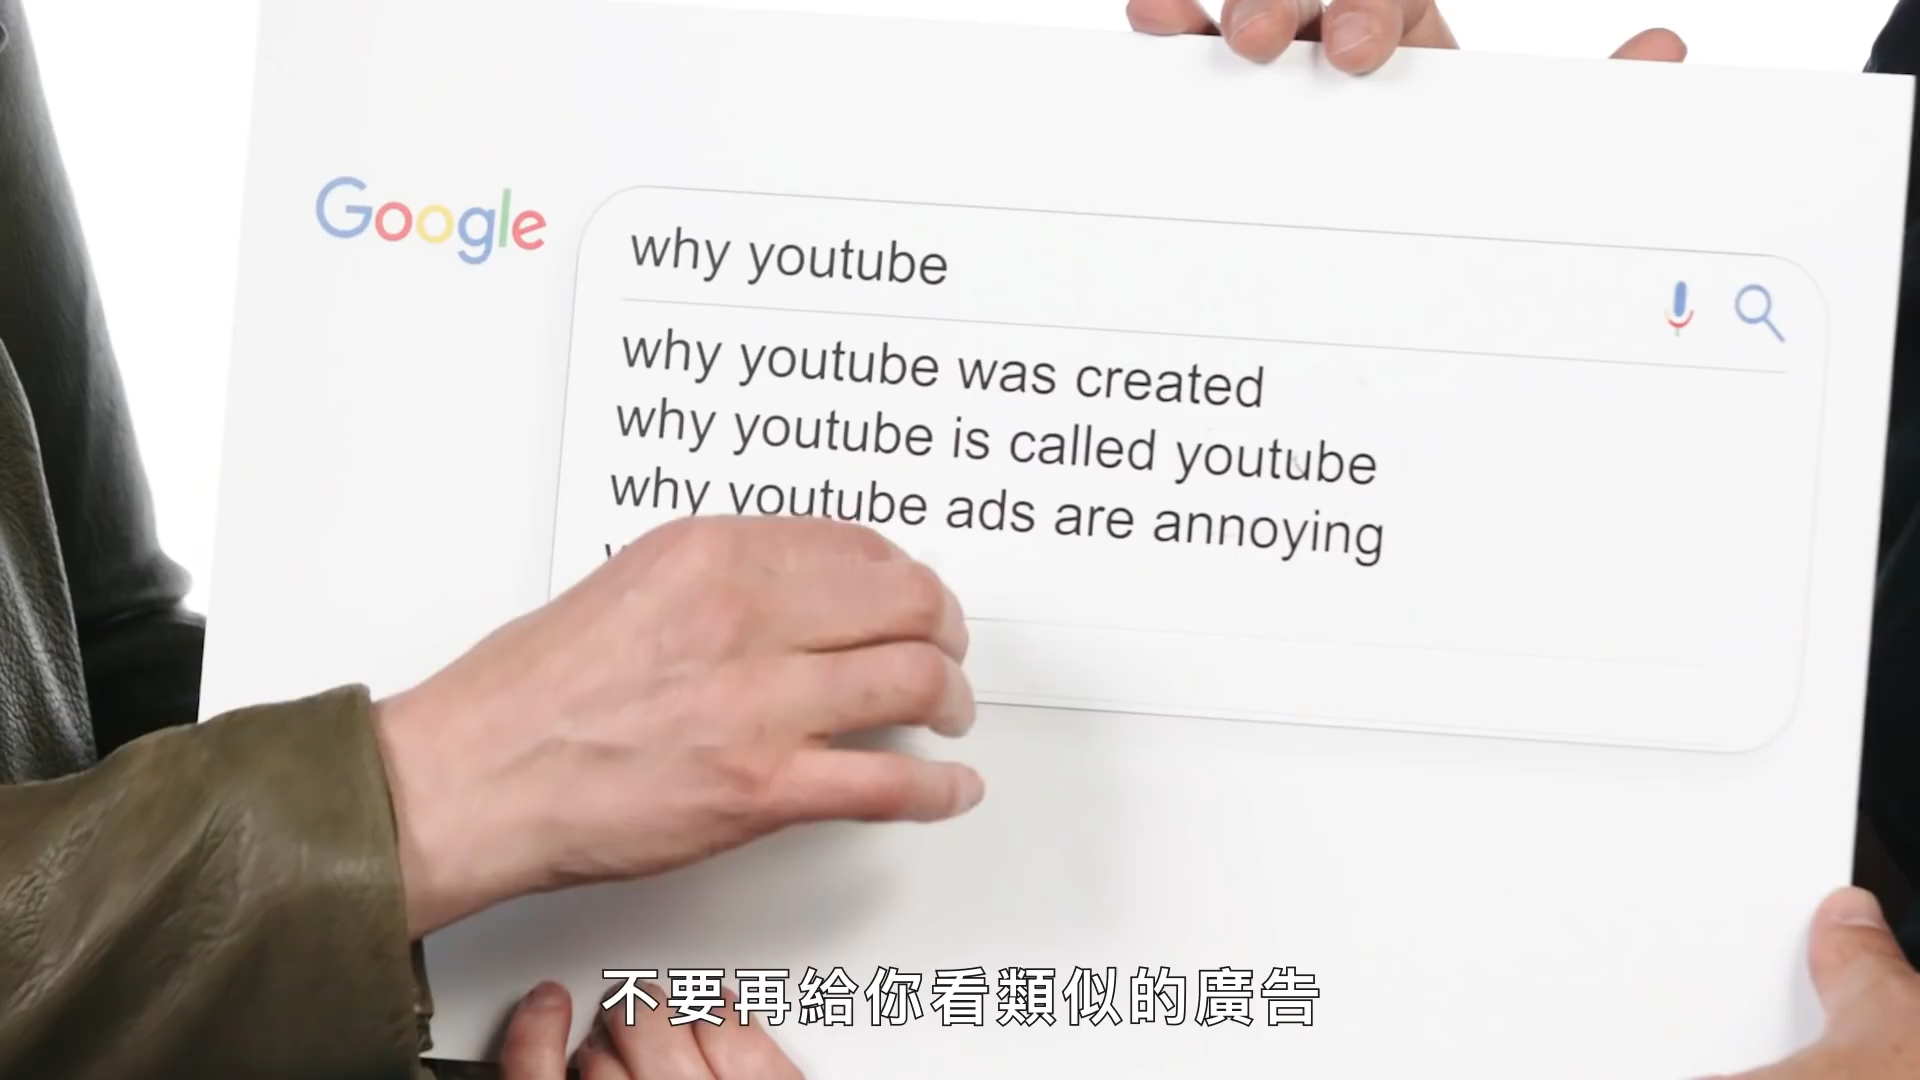 Google
why youtube
why youtube was created
why youtube is called youtube
why youtube ads are annoying
不要再給你看類似的廣告